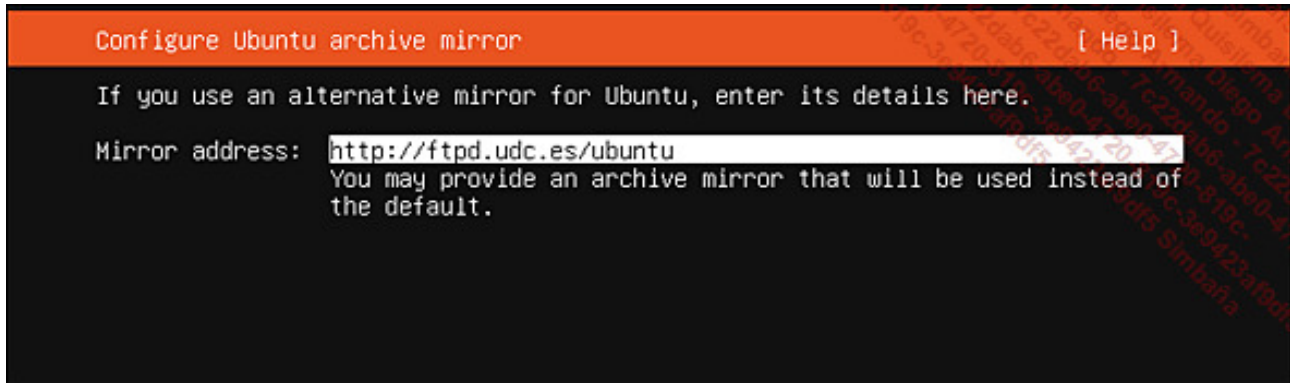 Configure Ubuntu archive mirror [ Help ]
If you use an alternative mirror for Ubuntu, enter its details here.
Mirror address: http://ftpd.udc.es/ubuntu
You may provide an archive mirror that will be used instead of
the default.